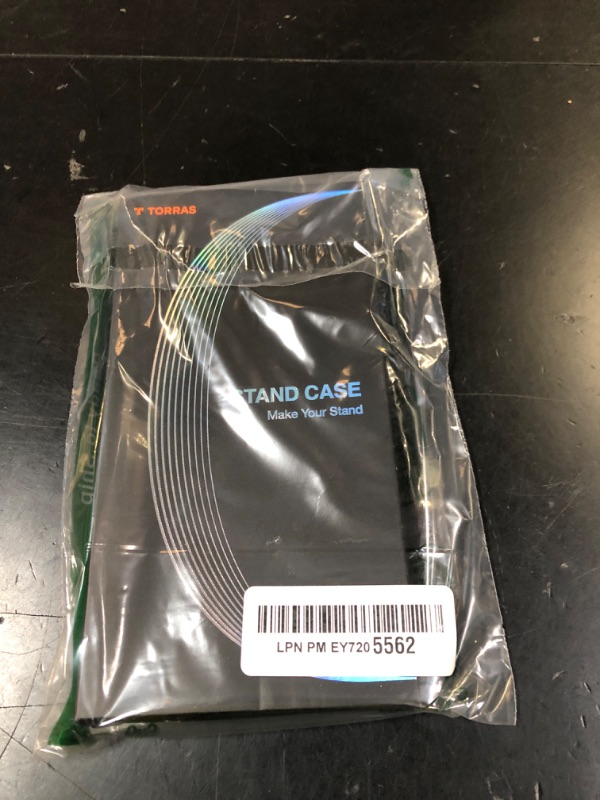 TORRAS
STAND CASE
Make Your Stand
LPN PM EY720 5562